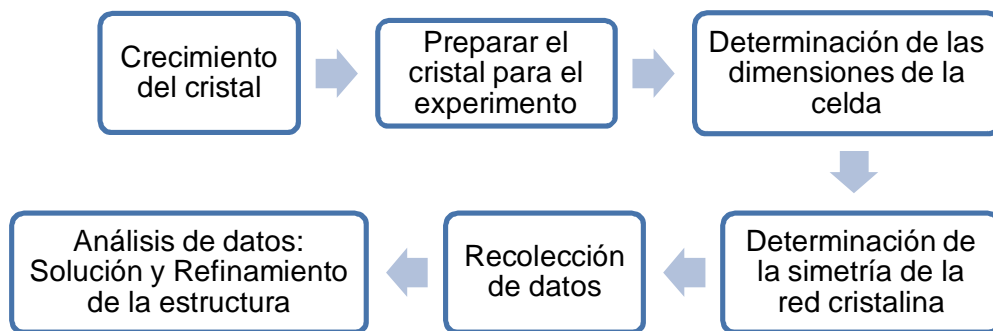 Crecimiento
del cristal
Preparar el
cristal para el
experimento
Determinación de las
dimensiones de la
celda
Determinación de
la simetría de la
red cristalina
Recolección
de datos
Análisis de datos:
Solución y Refinamiento
de la estructura